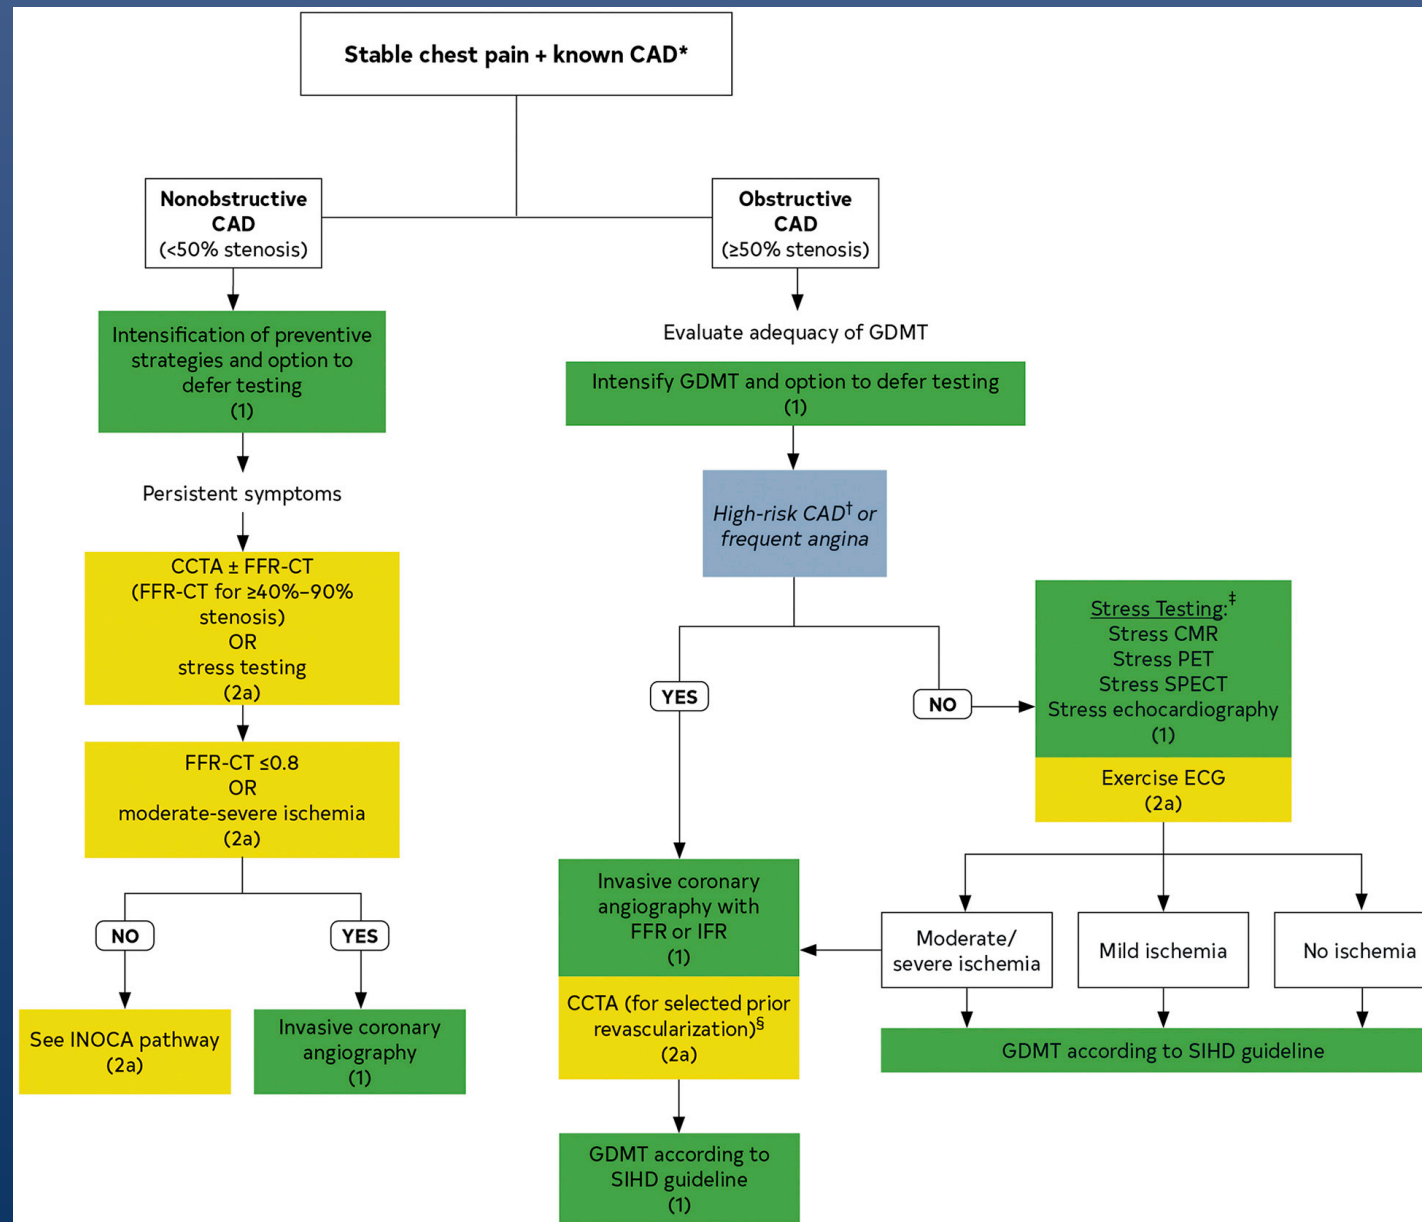 Stable chest pain + known CAD*
Nonobstructive
CAD
(<50% stenosis)
Obstructive
CAD
(≥50% stenosis)
Intensification of preventive
strategies and option to
defer testing
(1)
Evaluate adequacy of GDMT
Intensify GDMT and option to defer testing
(1)
Persistent symptoms
High-risk CAD† or
frequent angina
CCTA ± FFR-CT
(FFR-CT for ≥40%–90%
stenosis)
OR
stress testing
(2a)
Stress Testing:‡
Stress CMR
Stress PET
Stress SPECT
Stress echocardiography
(1)
YES
NO
FFR-CT ≤0.8
OR
moderate-severe ischemia
(2a)
Exercise ECG
(2a)
NO
YES
Invasive coronary
angiography with
FFR or IFR
(1)
Moderate/
severe ischemia
Mild ischemia
No ischemia
CCTA (for selected prior
revascularization)§
(2a)
See INOCA pathway
(2a)
Invasive coronary
angiography
(1)
GDMT according to SIHD guideline
GDMT according to
SIHD guideline
(1)